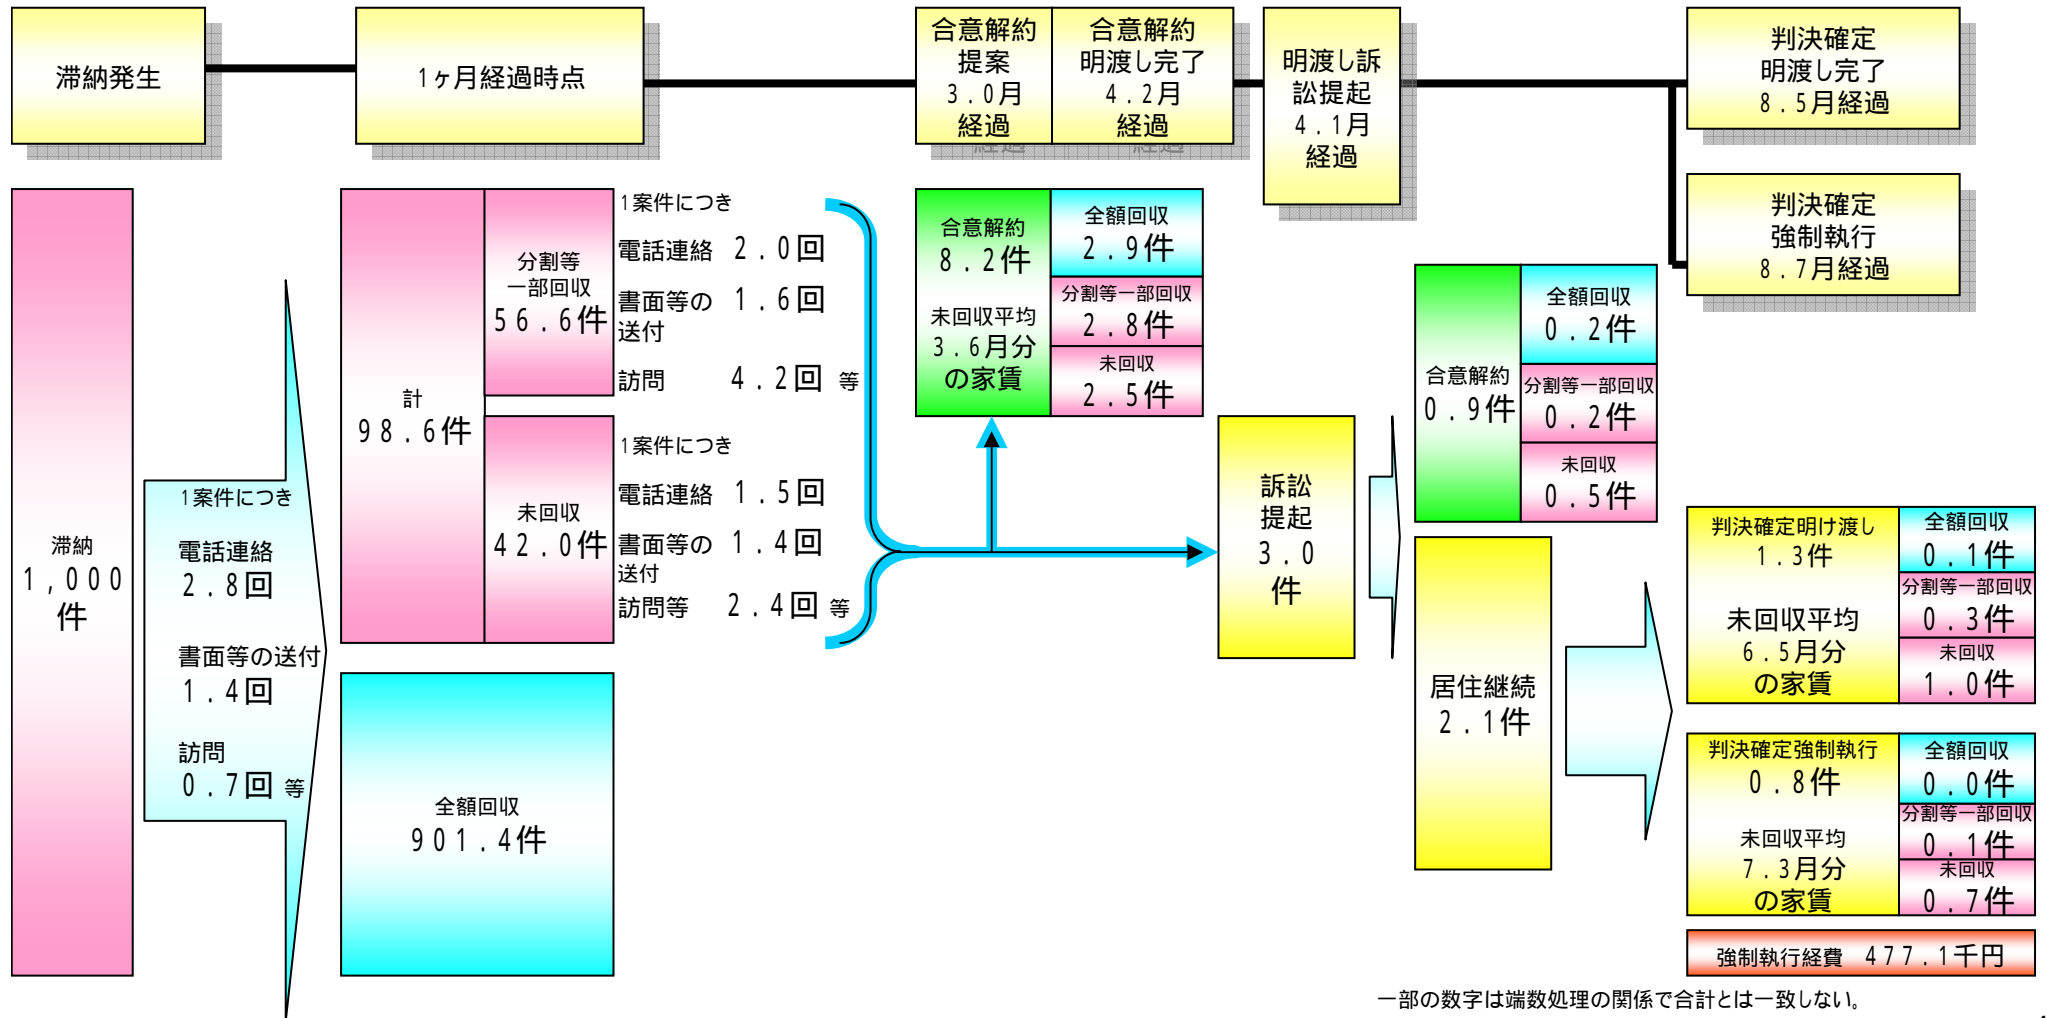 滞納発生
1ヶ月経過時点
合意解約
提案
3.0月
経過
合意解約
明渡し完了
4.2月
経過
明渡し訴
訟提起
4.1月
経過
判決確定
明渡し完了
8.5月経過
判決確定
強制執行
8.7月経過
滞納
1,000
件
1案件につき
電話連絡
2.8回
書面等の送付
1.4回
訪問
0.7回 等
計
98.6件
分割等
一部回収
56.6件
未回収
42.0件
全額回収
901.4件
1案件につき
電話連絡 2.0回
書面等の 1.6回
送付
訪問 4.2回 等
1案件につき
電話連絡 1.5回
書面等の 1.4回
送付
訪問等 2.4回 等
合意解約
8.2件
未回収平均
3.6月分
の家賃
全額回収
2.9件
分割等一部回収
2.8件
未回収
2.5件
訴訟
提起
3.0
件
合意解約
0.9件
全額回収
0.2件
分割等一部回収
0.2件
未回収
0.5件
居住継続
2.1件
判決確定明け渡し
1.3件
未回収平均
6.5月分
の家賃
全額回収
0.1件
分割等一部回収
0.3件
未回収
1.0件
判決確定強制執行
0.8件
未回収平均
7.3月分
の家賃
全額回収
0.0件
分割等一部回収
0.1件
未回収
0.7件
強制執行経費 477.1千円
一部の数字は端数処理の関係で合計とは一致しない。